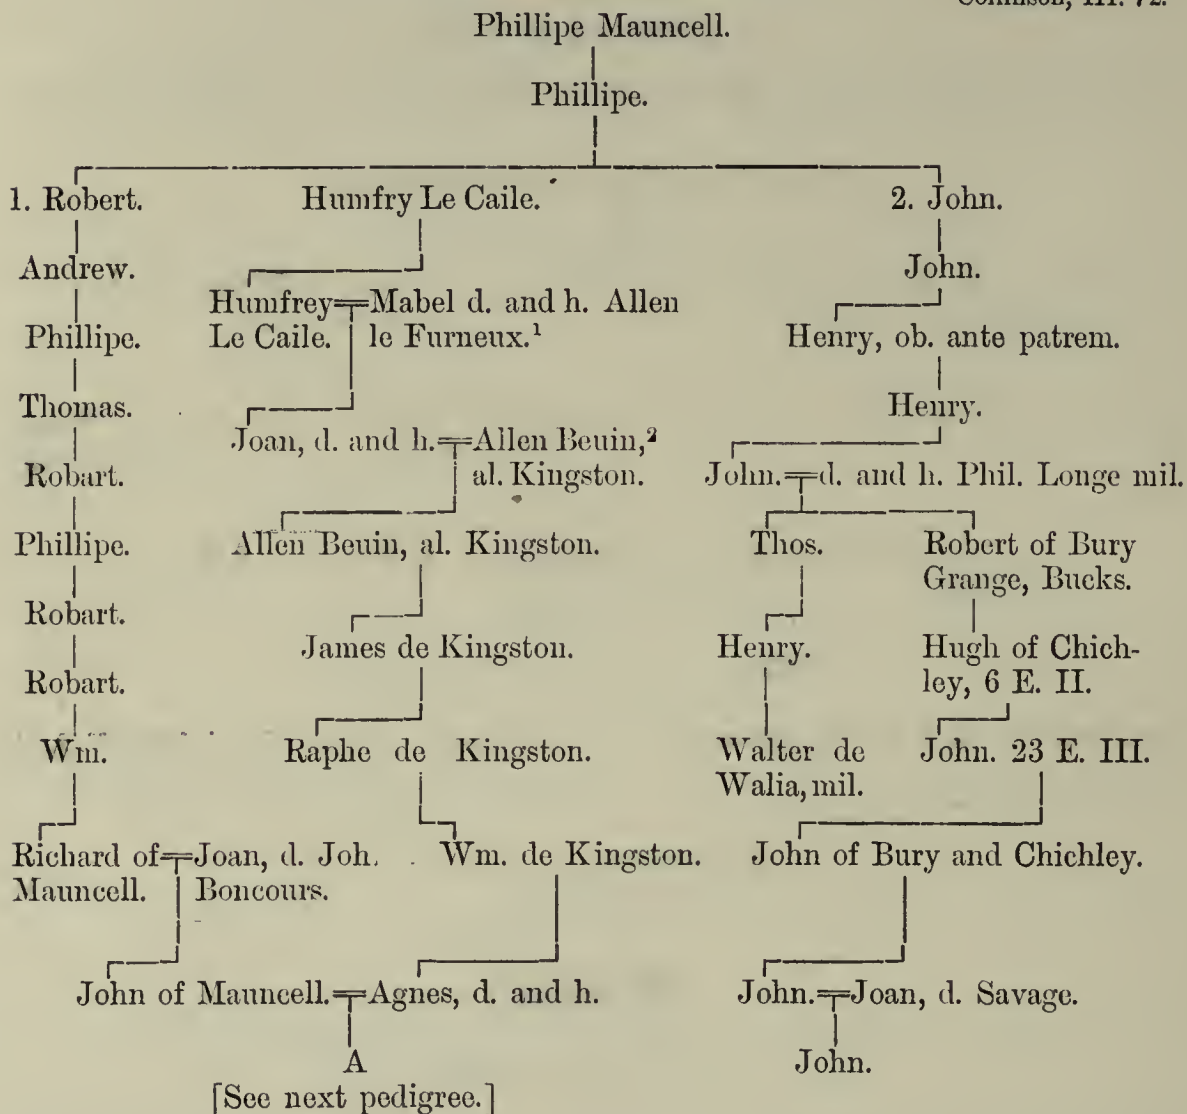 Phillipe Mauncell.
Phillipe.
1. Robert. Humfry Le Caile. 2. John.
Andrew. John.
Humfrey Mabel d. and h. Allen
Phillipe. Le Caile. le Furneux.¹ Henry, ob. ante patrem.
Thomas. Henry.
Joan, d. and h. Allen Beuin,²
Robart. al. Kingston. John. d. and h. Phil. Longe mil.
Phillipe. Allen Beuin, al. Kingston. Thos. Robert of Bury
Grange, Bucks.
Robart.
James de Kingston. Henry. Hugh of Chich-
Robart. ley, 6 E. II.
Wm. Raphe de Kingston. Walter de John. 23 E. III.
Walia, mil.
Richard of Joan, d. Joh. Wm. de Kingston. John of Bury and Chichley.
Mauncell. Boncours.
John of Mauncell. Agnes, d. and h. John. Joan, d. Savage.
A John.
[See next pedigree.]